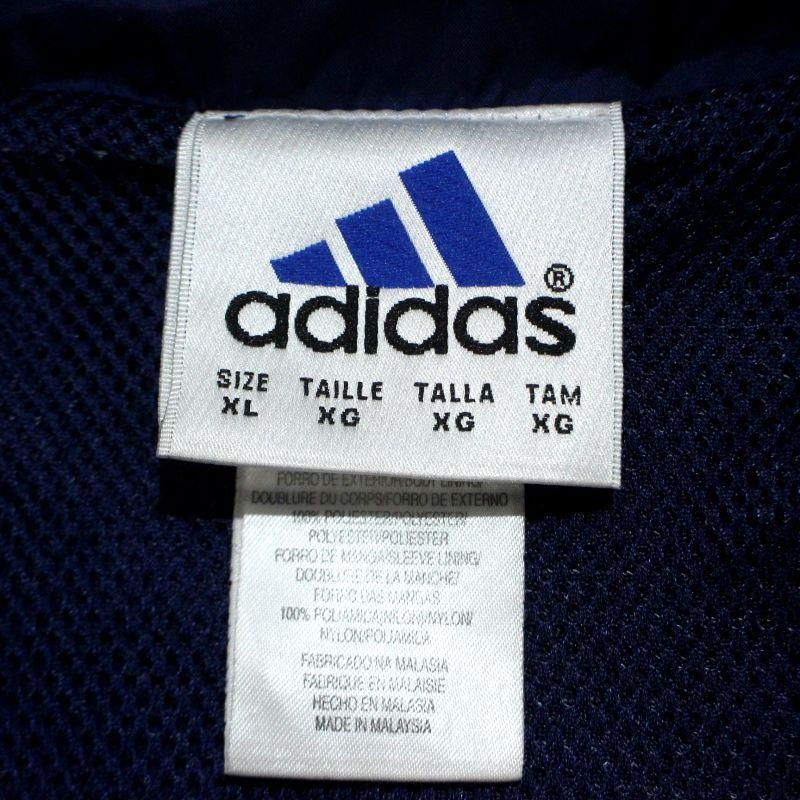 adidas®
SIZE TAILLE TALLA TAM
XL XG XG XG
FORRO DE EXTERIOR/BODY LINING/
DOUBLURE DU CORPS/FORRO DE EXTERNO
100% POLIESTER/POLYESTER/
POLYESTER/POLIESTER
FORRO DE MANGA/SLEEVE LINING/
DOUBLURE DE LA MANCHE/
FORRO DAS MANGAS
100% POLIAMIDA/NILON/NYLON/
NYLON/POLIAMIDA
FABRICADO NA MALASIA
FABRIQUE EN MALAISIE
HECHO EN MALASIA
MADE IN MALAYSIA